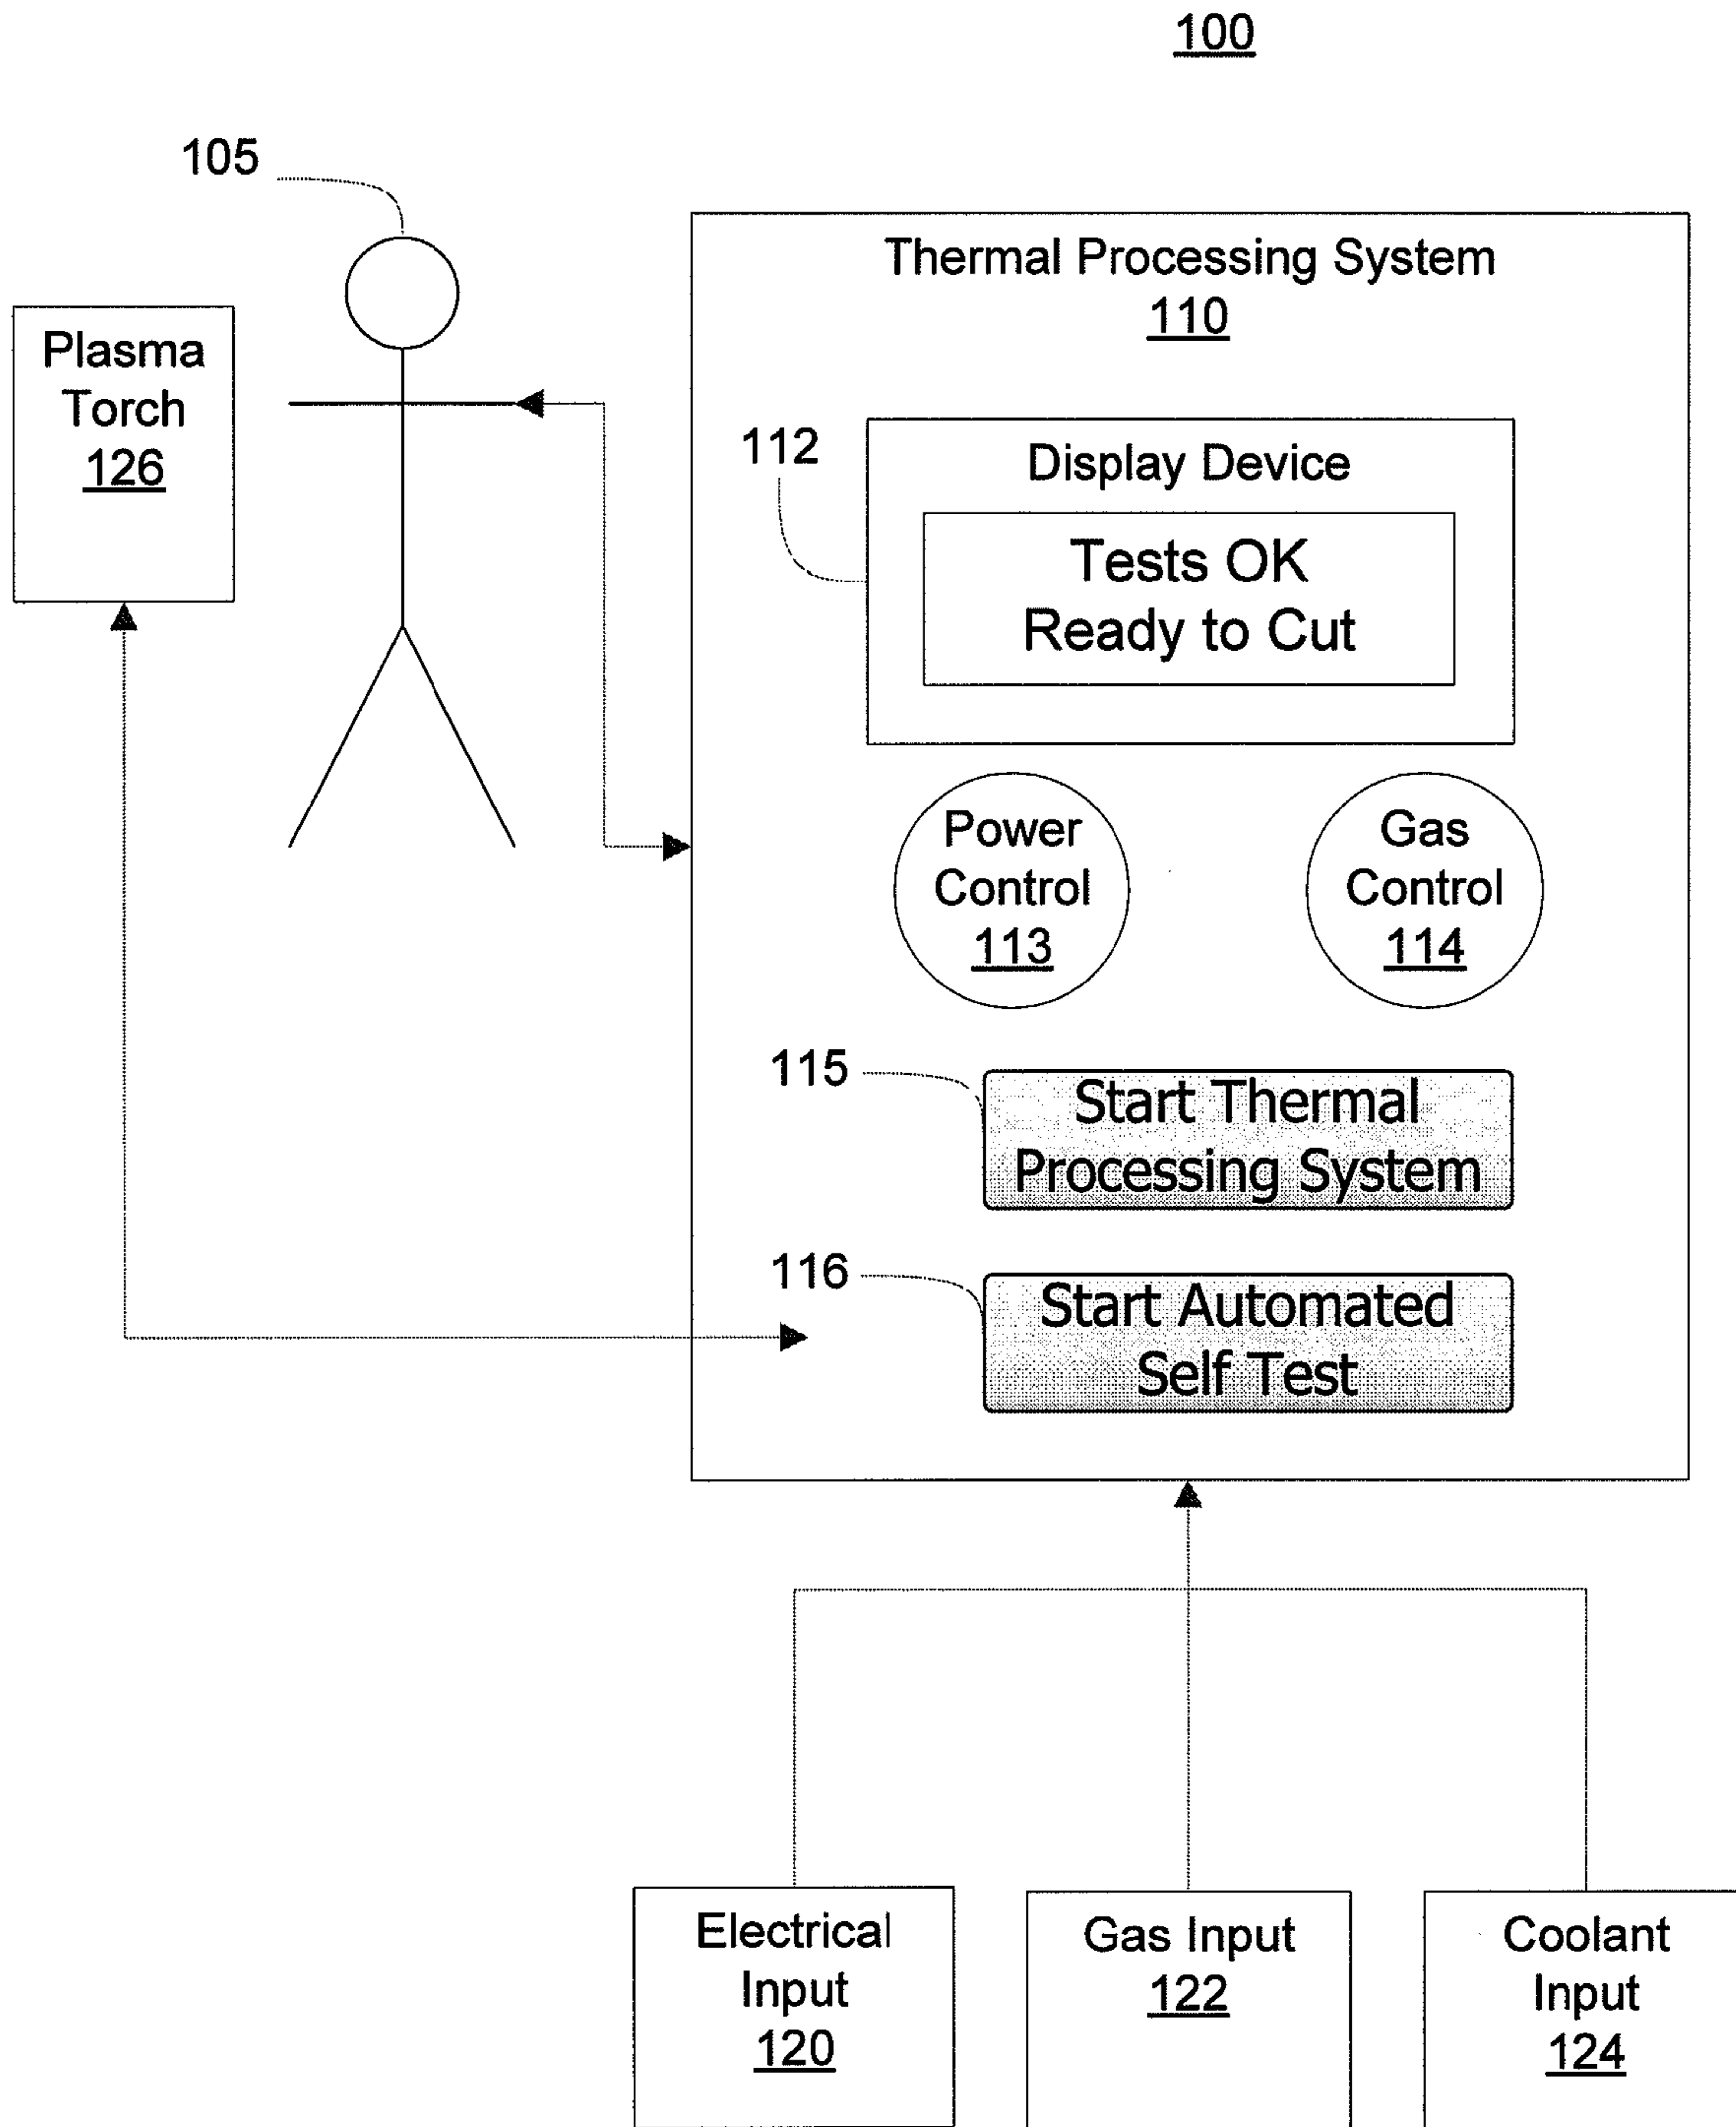 100
105
Thermal Processing System
110
Plasma
Torch
126
112
Display Device
Tests OK
Ready to Cut
Power
Control
113
Gas
Control
114
115
Start Thermal
Processing System
116
Start Automated
Self Test
Electrical
Input
120
Gas Input
122
Coolant
Input
124